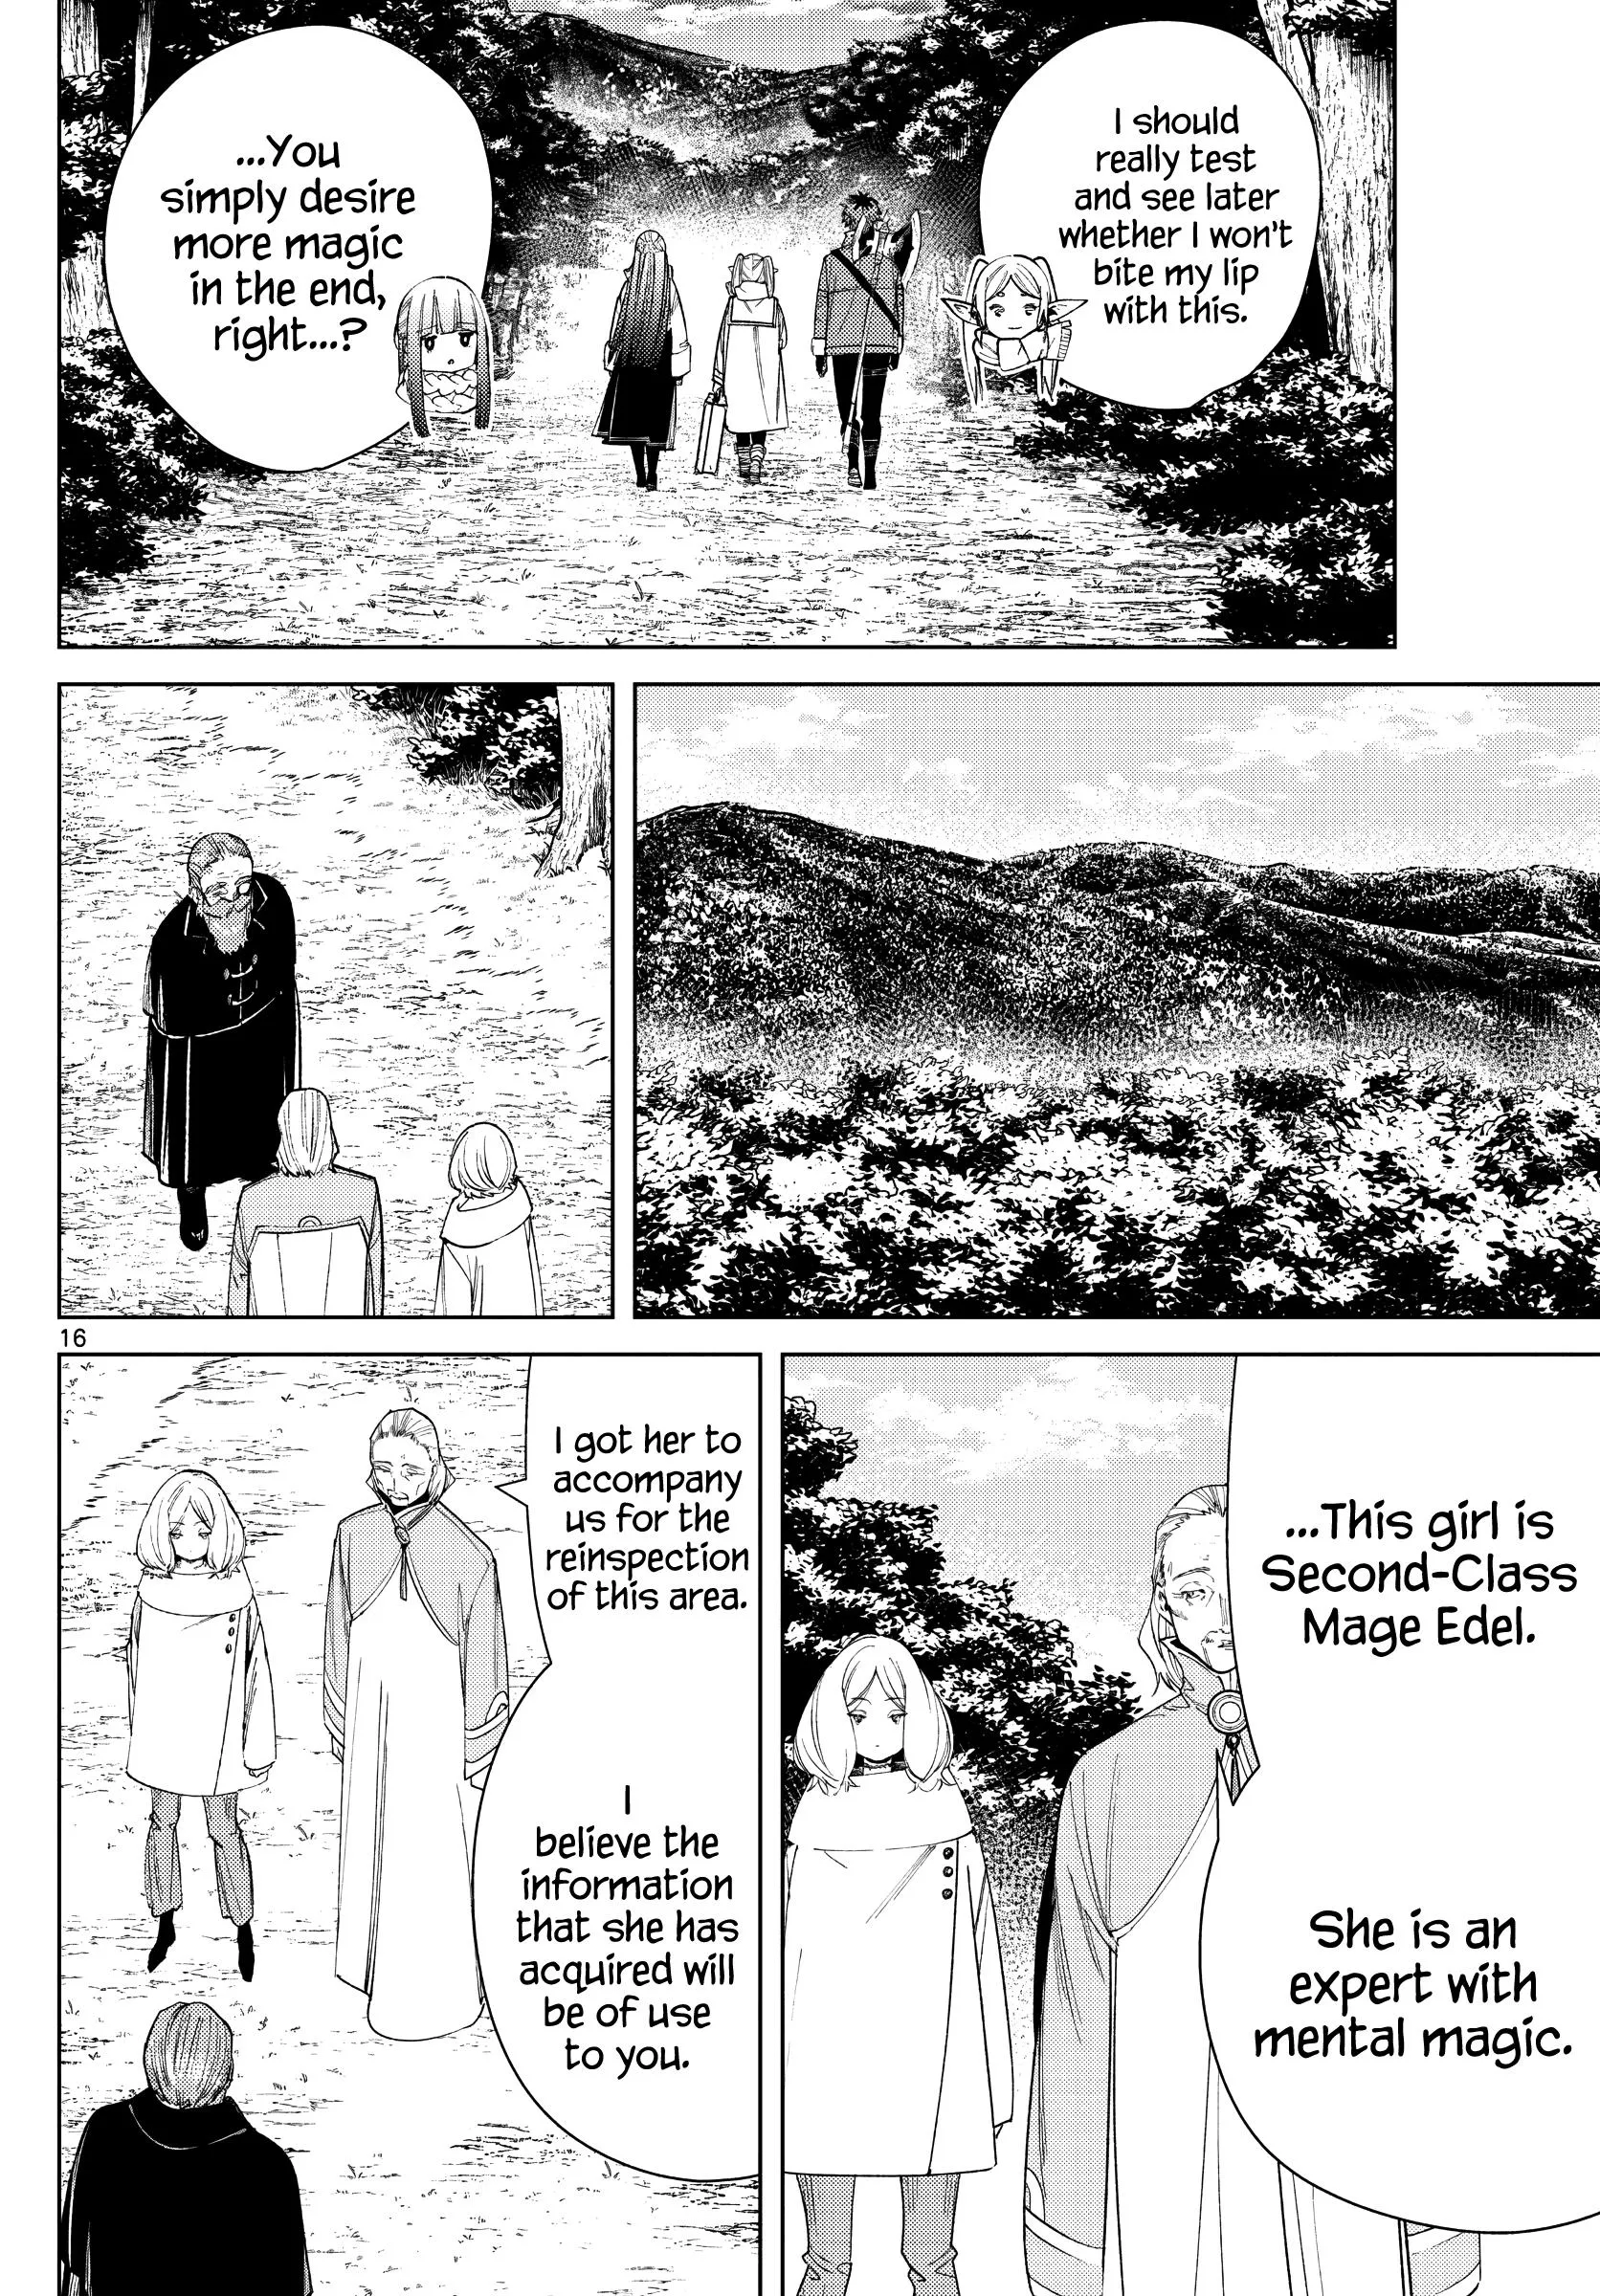 I should
really test
and see later
whether I won't
bite my lip
with this.
...You
simply desire
more magic
in the end,
right...?
16
...This girl is
Second-Class
Mage Edel.
She is an
expert with
mental magic.
I got her to
accompany
us for the
reinspection
of this area.
I
believe the
information
that she has
acquired will
be of use
to you.